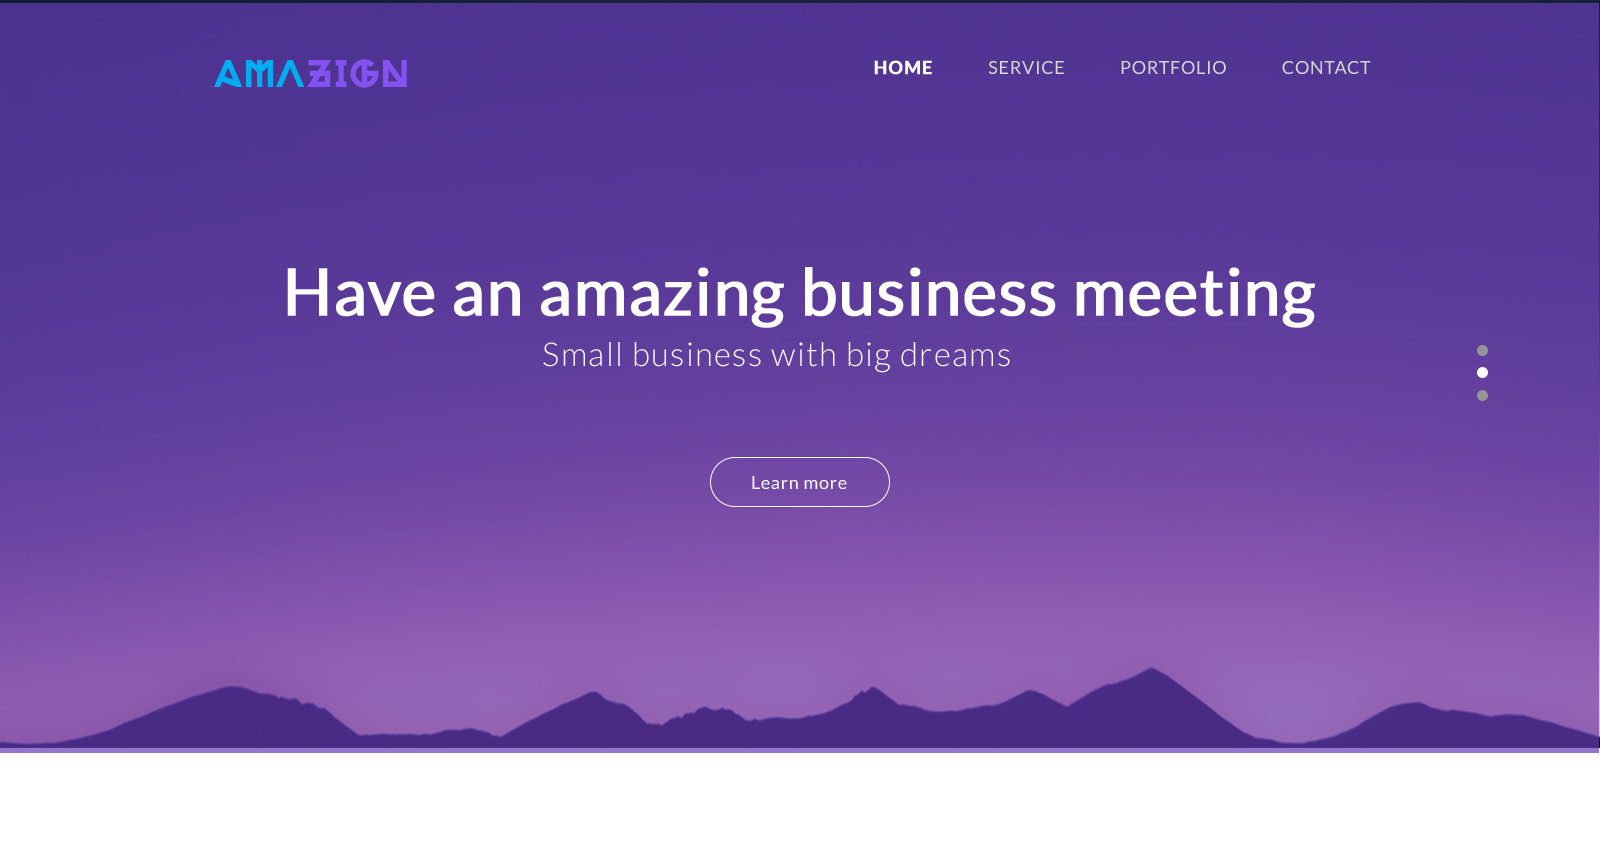 AMAZIGN
HOME SERVICE PORTFOLIO CONTACT
Have an amazing business meeting
Small business with big dreams
Learn more